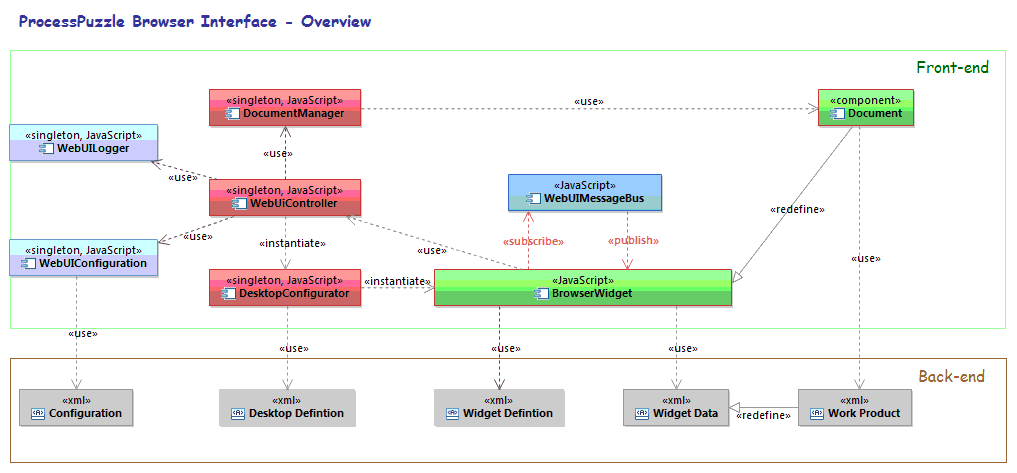 ProcessPuzzle Browser Interface - Overview
Front-end
«singleton, JavaScript»
DocumentManager
«use»
«component»
Document
«singleton, JavaScript»
WebUILogger
«use»
«use»
«singleton, JavaScript»
WebUiController
«JavaScript»
WebUIMessageBus
«redefine»
«use»
«instantiate»
«use»
«subscribe»
«publish»
«use»
«singleton, JavaScript»
WebUIConfiguration
«singleton, JavaScript»
DesktopConfigurator
«instantiate»
«JavaScript»
BrowserWidget
«use»
«use»
«use»
«use»
Back-end
«xml»
Configuration
«xml»
Desktop Defintion
«xml»
Widget Defintion
«xml»
Widget Data
«redefine»
«xml»
Work Product